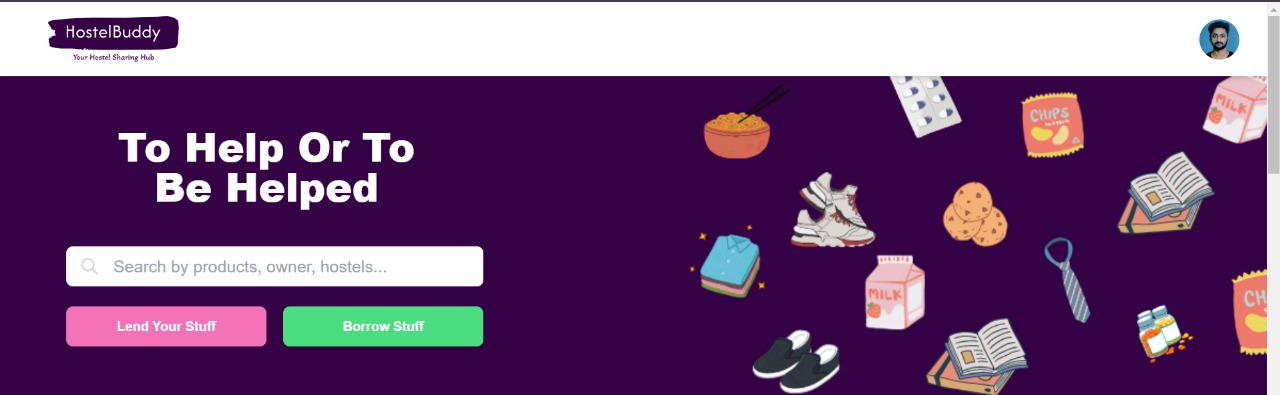 HostelBuddy
Your Hostel Sharing Hub
To Help Or To
Be Helped
Search by products, owner, hostels...
Lend Your Stuff
Borrow Stuff
CHIPS
MILK
MILK
CH